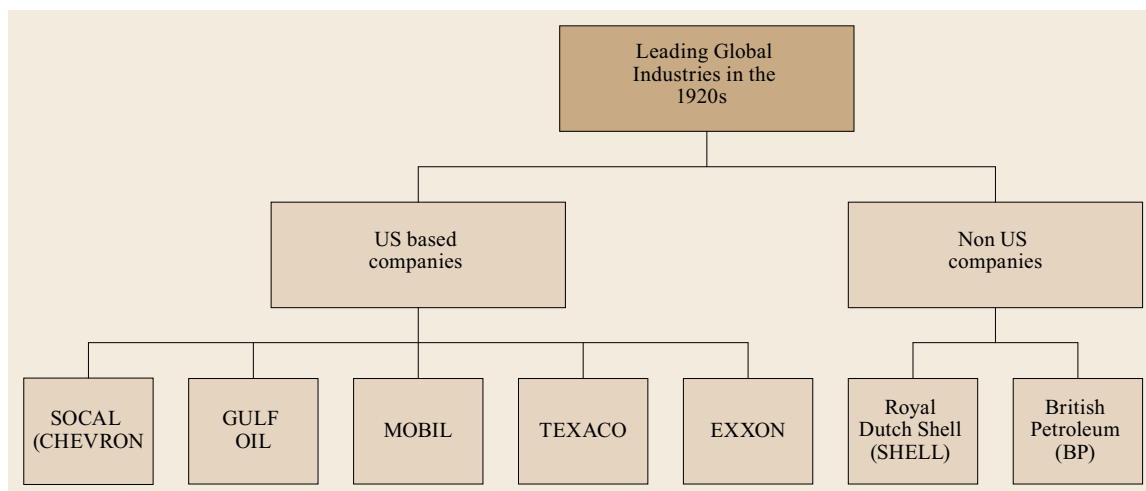 Leading Global
Industries in the
1920s
US based
companies
Non US
companies
SOCAL
(CHEVRON
GULF
OIL
MOBIL
TEXACO
EXXON
Royal
Dutch Shell
(SHELL)
British
Petroleum
(BP)